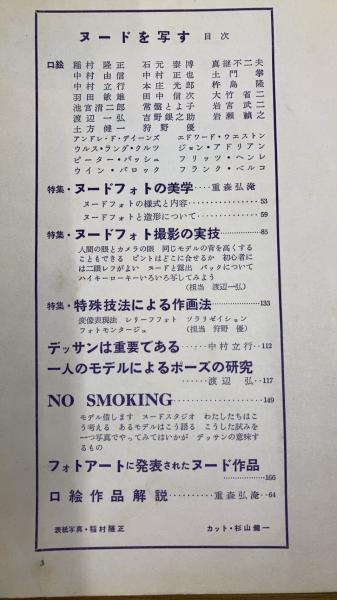 ヌードを写す 目次
口絵 稲村隆正 石元泰博 真継不二夫
中村由信 中村正也 土門拳
中村立行 本庄光郎 杵島隆
羽田敏雄 田中信次 大竹省二
池宮清二郎 常盤とよ子 岩宮武二
渡辺一弘 吉野銀之助 岩瀬禎之
土方健一 狩野優
アンドレ・ド・デイーンズ エドワード・ウエストン
ウルス・ラング・クルツ ジョン・アドリアン
ピーター・バッシュ フリッツ・ヘンレ
ウイン・バロック フランク・ベルコ
特集・ヌードフォトの美学‥‥重森弘淹
ヌードフォトの様式と内容‥‥‥‥‥‥‥‥53
ヌードフォトと造形について‥‥‥‥‥‥‥59
特集・ヌードフォト撮影の実技‥‥‥‥‥85
人間の眼とカメラの眼 同じモデルの背を高くする
こともできる ピントはどこに合せるか 初心者に
は二眼レフがよい ヌードと露出 バックについて
ハイキーローキーいろいろ写してみよう
(担当 渡辺一弘)
特集・特殊技法による作画法‥‥‥‥‥133
変像表現法 レリーフフォト ソラリゼイション
フォトモンタージュ (担当 狩野優)
デッサンは重要である‥‥中村立行‥112
一人のモデルによるポーズの研究
‥‥‥渡辺弘‥117
NO SMOKING‥‥‥‥‥‥‥149
モデル借します ヌードスタジオ わたしたちはこ
う考える あるモデルはこう語る こうした試みを
一つ写真でやってみてはいかが デッサンの意味す
るもの
フォトアートに発表されたヌード作品
‥‥‥‥‥166
口絵作品解説‥‥‥‥‥重森弘淹‥64
表紙写真・稲村隆正 カット・杉山健一
3